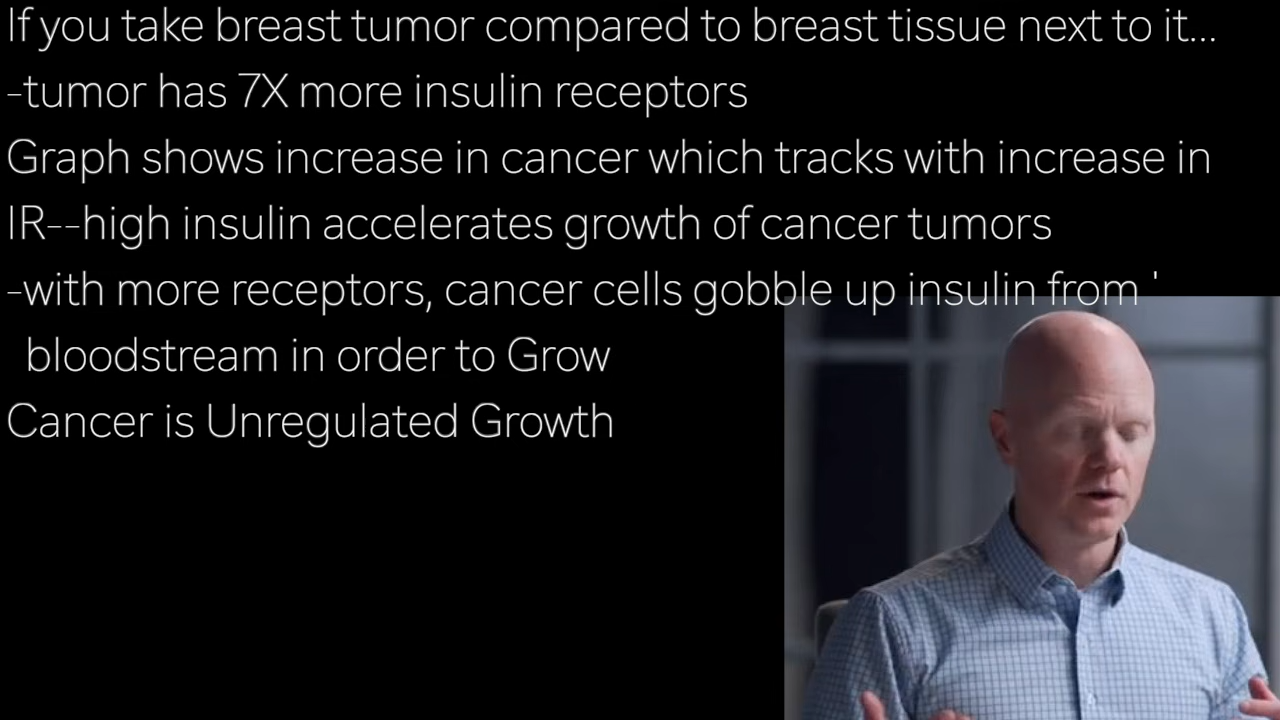 If you take breast tumor compared to breast tissue next to it...
-tumor has 7X more insulin receptors
Graph shows increase in cancer which tracks with increase in
IR--high insulin accelerates growth of cancer tumors
-with more receptors, cancer cells gobble up insulin from '
bloodstream in order to Grow
Cancer is Unregulated Growth